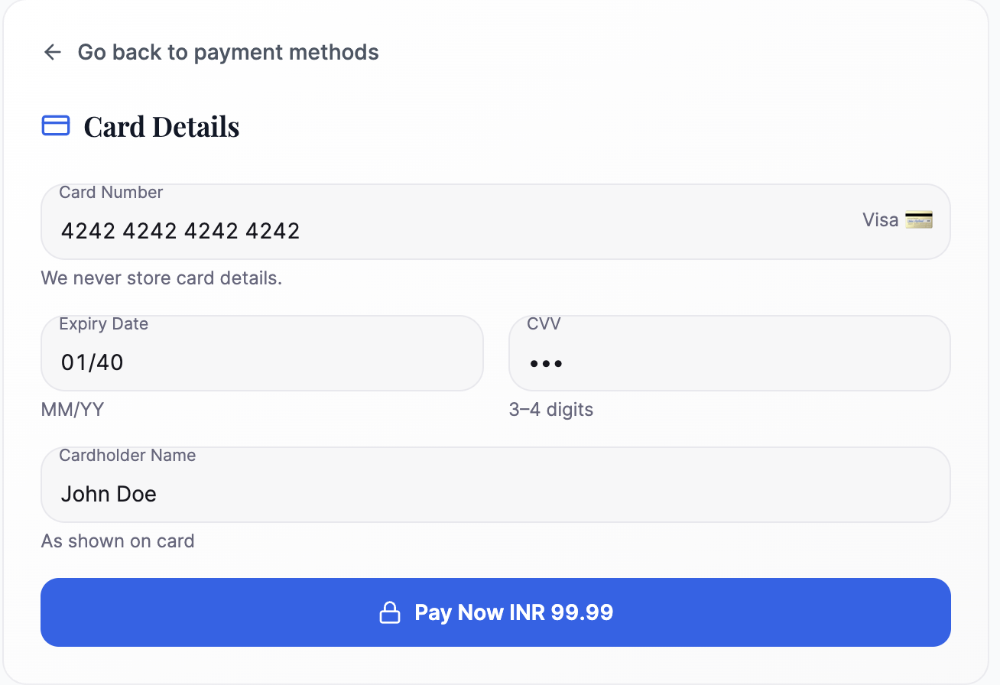 ← Go back to payment methods
Card Details
Card Number
4242 4242 4242 4242
Visa 💳
We never store card details.
Expiry Date
01/40
MM/YY
CVV
•••
3–4 digits
Cardholder Name
John Doe
As shown on card
Pay Now INR 99.99